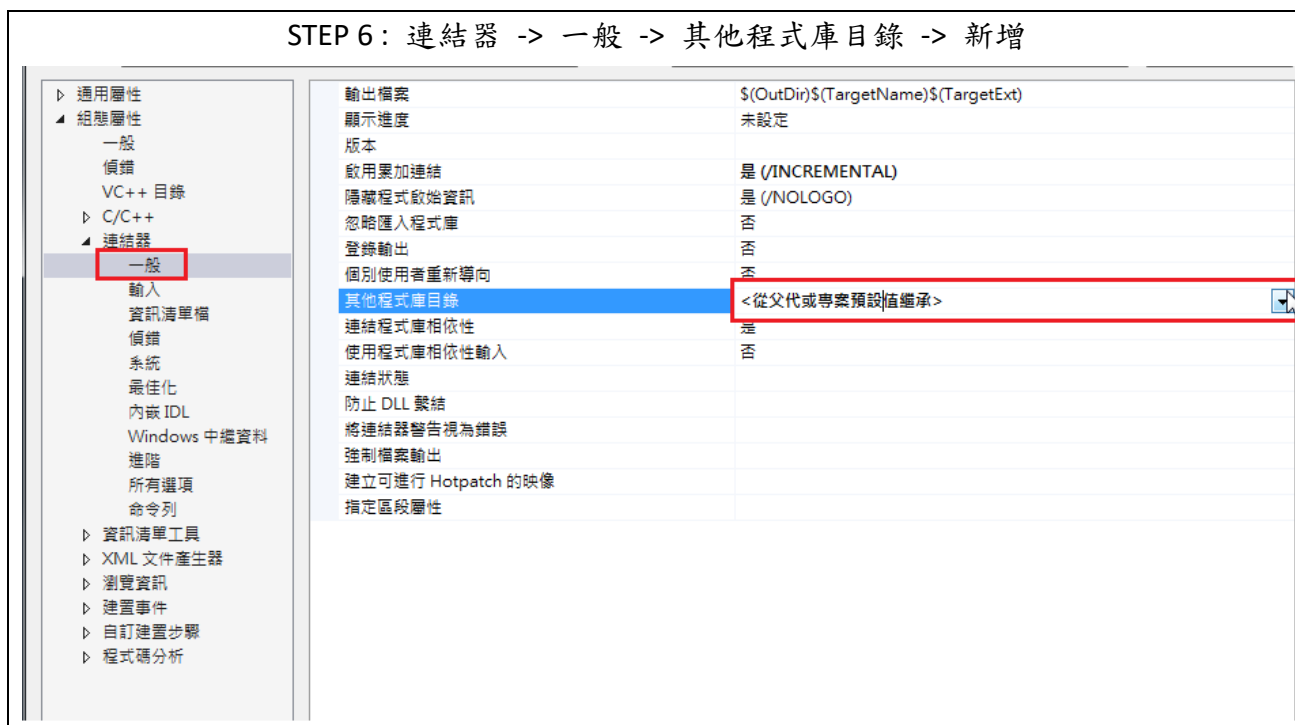 STEP 6 : 連結器 -> 一般 -> 其他程式庫目錄 -> 新增
通用屬性
組態屬性
一般
偵錯
VC++ 目錄
C/C++
連結器
一般
輸入
資訊清單檔
偵錯
系統
最佳化
內嵌 IDL
Windows 中繼資料
進階
所有選項
命令列
資訊清單工具
XML 文件產生器
瀏覽資訊
建置事件
自訂建置步驟
程式碼分析
輸出檔案 $(OutDir)$(TargetName)$(TargetExt)
顯示進度 未設定
版本
啟用累加連結 是 (/INCREMENTAL)
隱藏程式啟始資訊 是 (/NOLOGO)
忽略匯入程式庫 否
登錄輸出 否
個別使用者重新導向 否
其他程式庫目錄 <從父代或專案預設值繼承>
連結程式庫相依性 是
使用程式庫相依性輸入 否
連結狀態
防止 DLL 繫結
將連結器警告視為錯誤
強制檔案輸出
建立可進行 Hotpatch 的映像
指定區段屬性